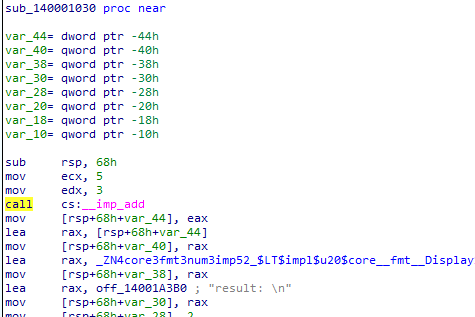 sub_140001030 proc near
var_44= dword ptr -44h
var_40= qword ptr -40h
var_38= qword ptr -38h
var_30= qword ptr -30h
var_28= qword ptr -28h
var_20= qword ptr -20h
var_18= qword ptr -18h
var_10= qword ptr -10h
sub rsp, 68h
mov ecx, 5
mov edx, 3
call cs:__imp_add
mov [rsp+68h+var_44], eax
lea rax, [rsp+68h+var_44]
mov [rsp+68h+var_40], rax
lea rax, _ZN4core3fmt3num3imp52_$LT$impl$u20$core__fmt__Display
mov [rsp+68h+var_38], rax
lea rax, off_14001A3B0 ; "result: \n"
mov [rsp+68h+var_30], rax
mov [rsp+68h+var_28], 2